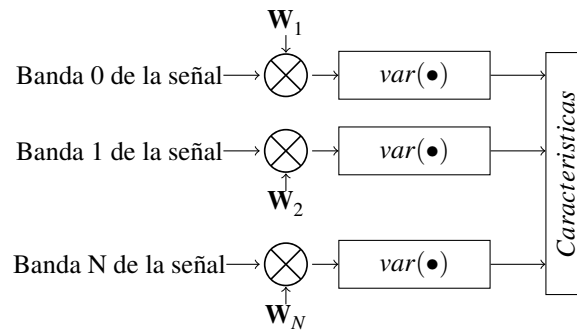 W1
Banda 0 de la señal
var(•)
Banda 1 de la señal
var(•)
W2
Banda N de la señal
var(•)
WN
Caracteristicas